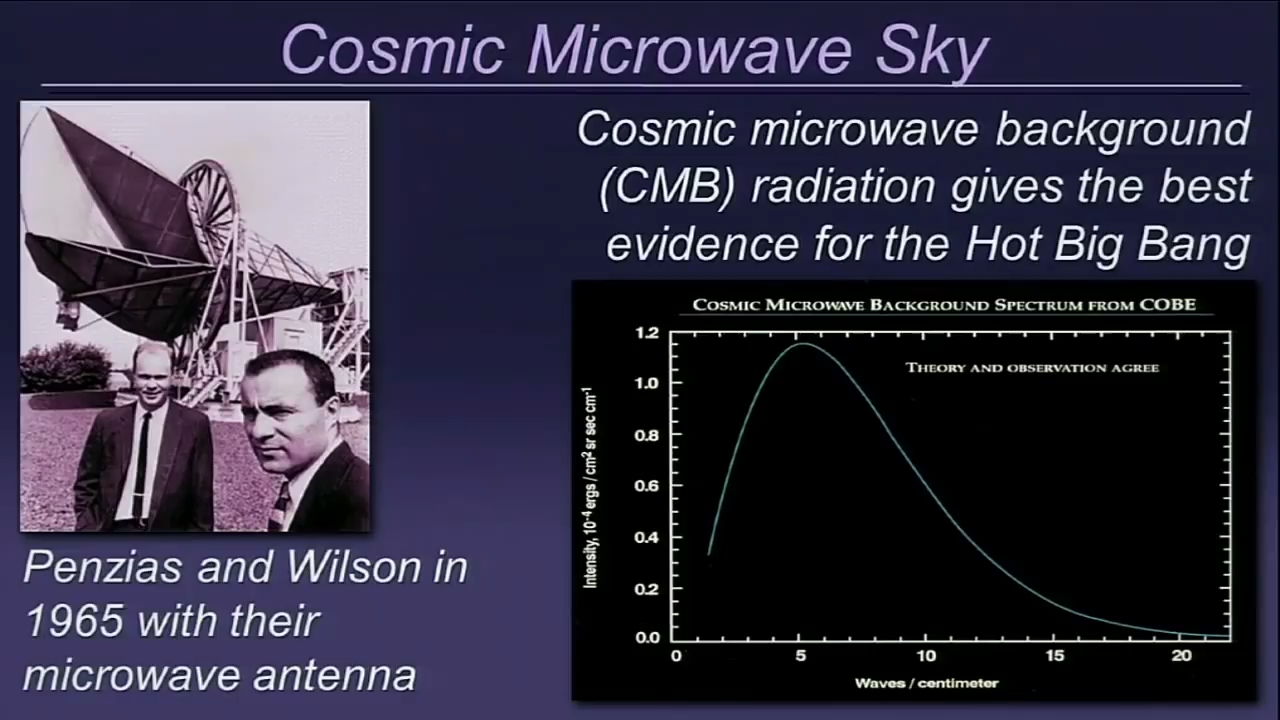 Cosmic Microwave Sky
Cosmic microwave background
(CMB) radiation gives the best
evidence for the Hot Big Bang
Penzias and Wilson in
1965 with their
microwave antenna
COSMIC MICROWAVE BACKGROUND SPECTRUM FROM COBE
THEORY AND OBSERVATION AGREE
Intensity, 10⁻⁴ ergs / cm² sr sec cm⁻¹
1.2
1.0
0.8
0.6
0.4
0.2
0.0
0 5 10 15 20
Waves / centimeter